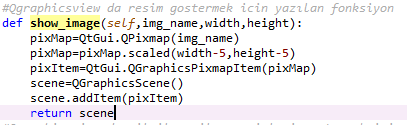 #Qgraphicsview da resim gostermek icin yazılan fonksiyon
def show_image(self,img_name,width,height):
pixMap=QtGui.QPixmap(img_name)
pixMap=pixMap.scaled(width-5,height-5)
pixItem=QtGui.QGraphicsPixmapItem(pixMap)
scene=QGraphicsScene()
scene.addItem(pixItem)
return scene